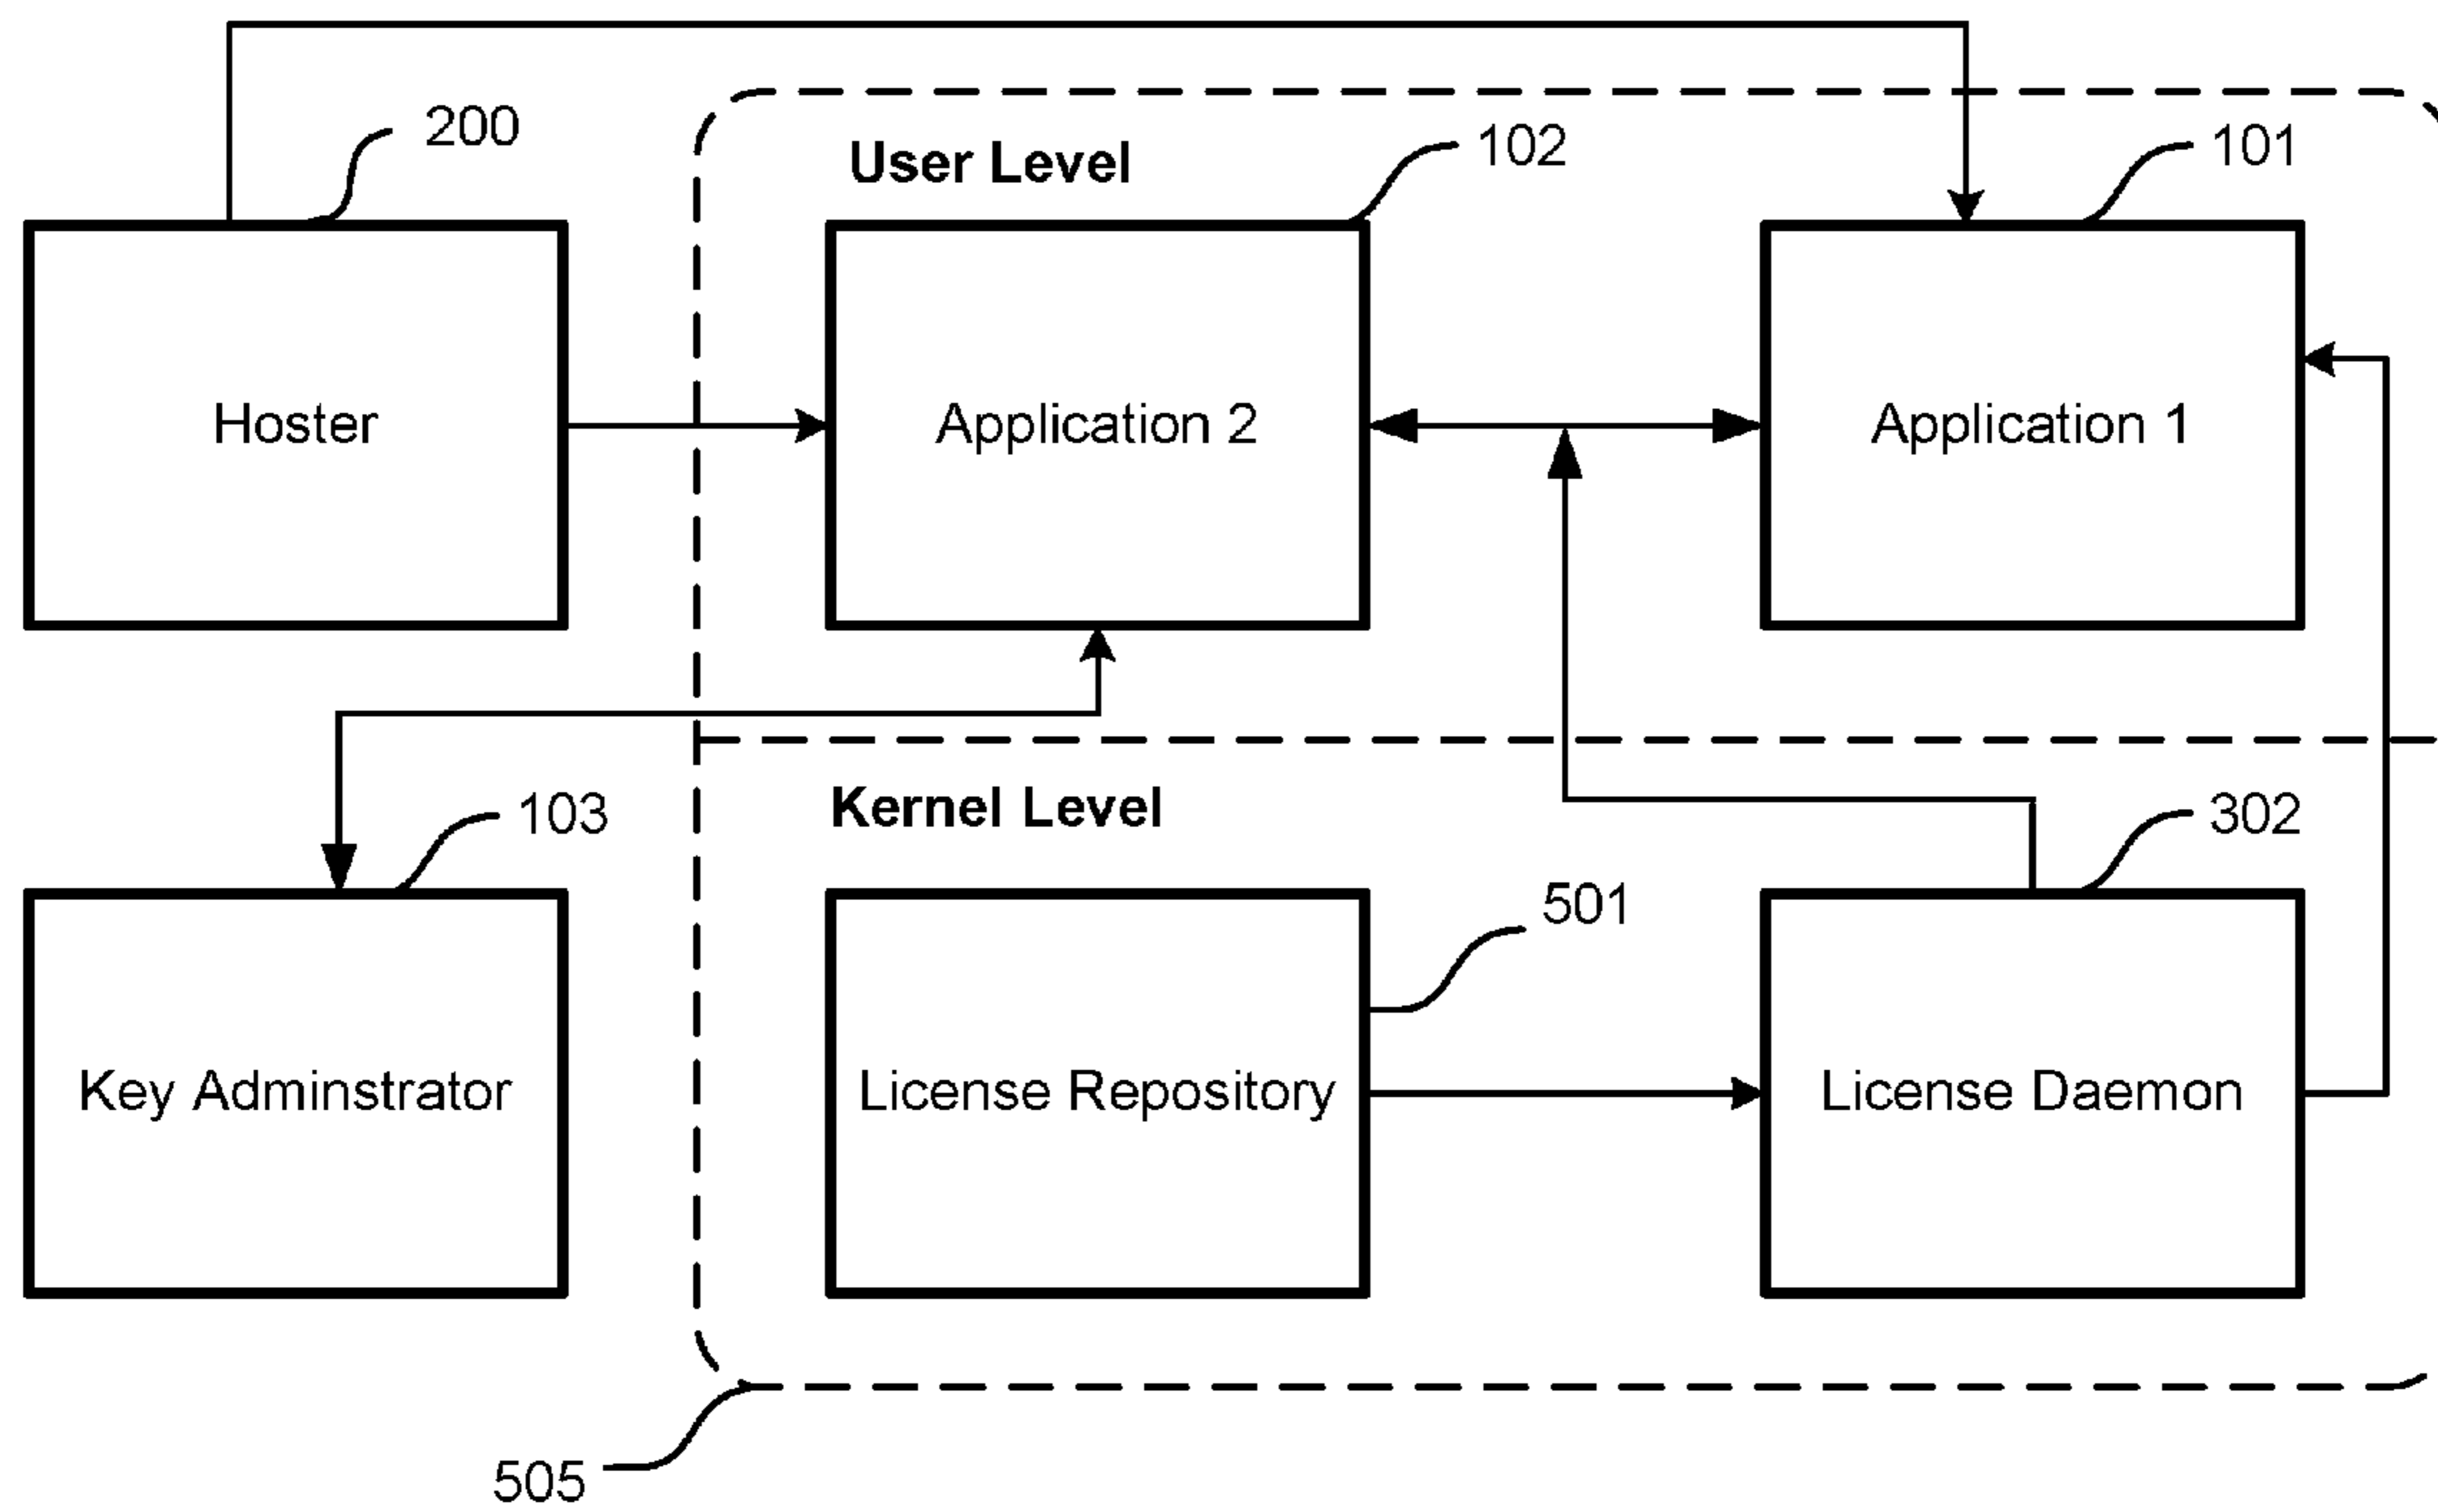 200
User Level
102
101
Hoster
Application 2
Application 1
Kernel Level
103
302
501
Key Adminstrator
License Repository
License Daemon
505